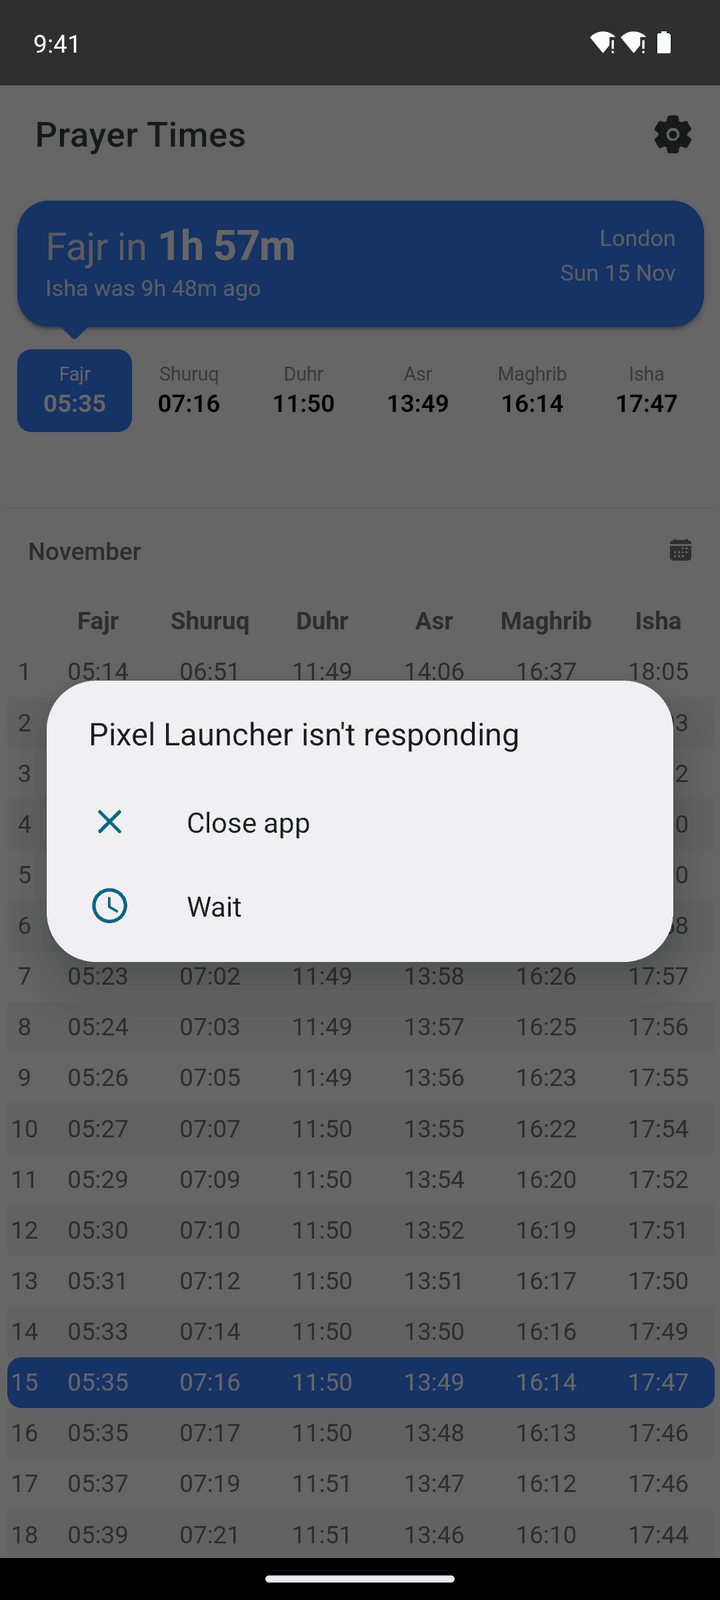 9:41
Prayer Times
Fajr in 1h 57m
London
Isha was 9h 48m ago
Sun 15 Nov
Fajr Shuruq Duhr Asr Maghrib Isha
05:35 07:16 11:50 13:49 16:14 17:47
November
Fajr Shuruq Duhr Asr Maghrib Isha
1 05:14 06:51 11:49 14:06 16:37 18:05
2 3
3 2
4 0
5 0
6 8
Pixel Launcher isn't responding
Close app
Wait
7 05:23 07:02 11:49 13:58 16:26 17:57
8 05:24 07:03 11:49 13:57 16:25 17:56
9 05:26 07:05 11:49 13:56 16:23 17:55
10 05:27 07:07 11:50 13:55 16:22 17:54
11 05:29 07:09 11:50 13:54 16:20 17:52
12 05:30 07:10 11:50 13:52 16:19 17:51
13 05:31 07:12 11:50 13:51 16:17 17:50
14 05:33 07:14 11:50 13:50 16:16 17:49
15 05:35 07:16 11:50 13:49 16:14 17:47
16 05:35 07:17 11:50 13:48 16:13 17:46
17 05:37 07:19 11:51 13:47 16:12 17:46
18 05:39 07:21 11:51 13:46 16:10 17:44